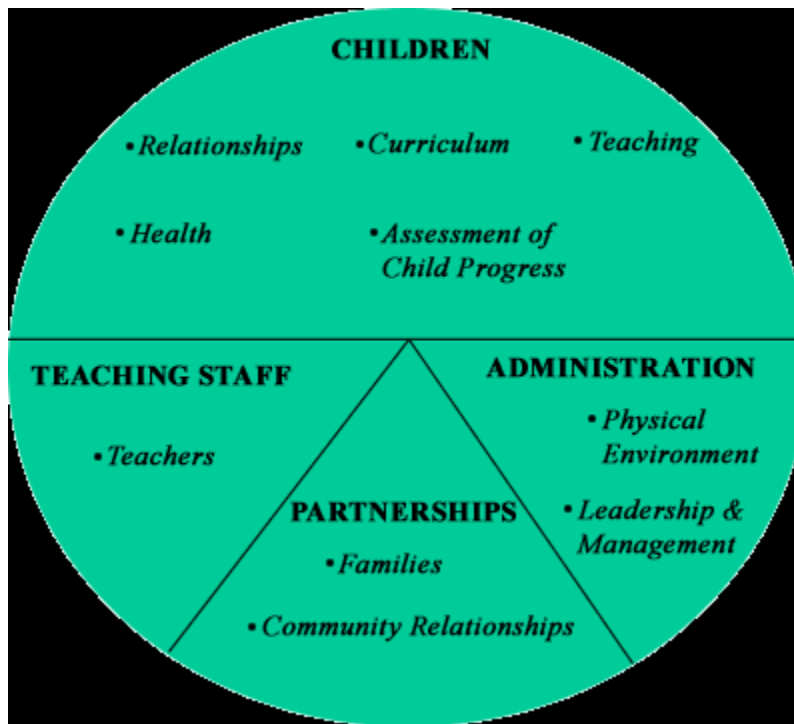 CHILDREN
•Relationships
•Curriculum
•Teaching
•Health
•Assessment of
Child Progress
TEACHING STAFF
•Teachers
PARTNERSHIPS
•Families
•Community Relationships
ADMINISTRATION
•Physical
Environment
•Leadership &
Management